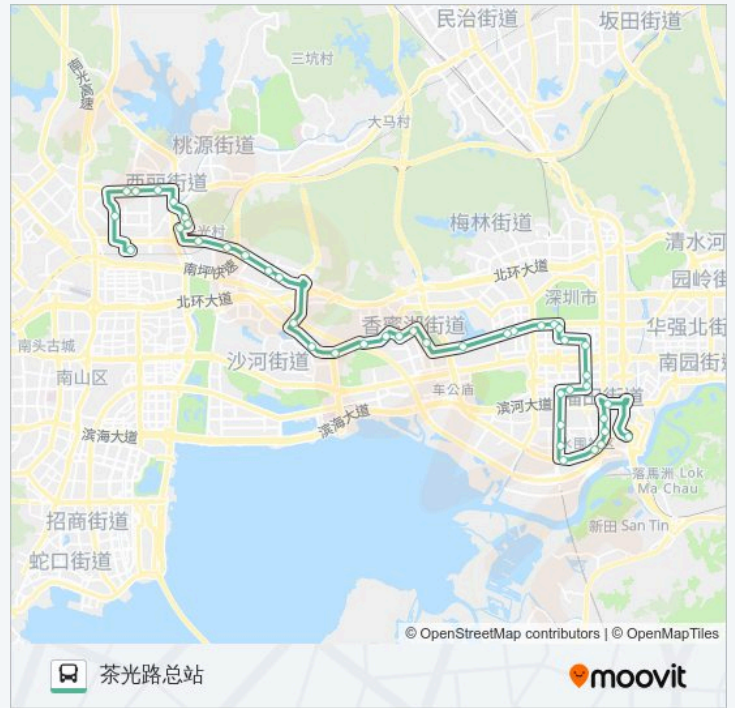 民治街道
坂田街道
三坑村
南光高速
大马村
桃源街道
西丽街道
光村
梅林街道
清水河
南坪快速
北环大道
园岭街
北环大道
深圳市
香蜜湖街道
华强北街
南头古城
沙河街道
南园街道
南山区
车公庙
福田街道
滨河大道
滨海大道
滨海大道
水围社区
落馬洲 Lok
Ma Chau
招商街道
新田 San Tin
蛇口街道
© OpenStreetMap contributors | © OpenMapTiles
茶光路总站
moovit